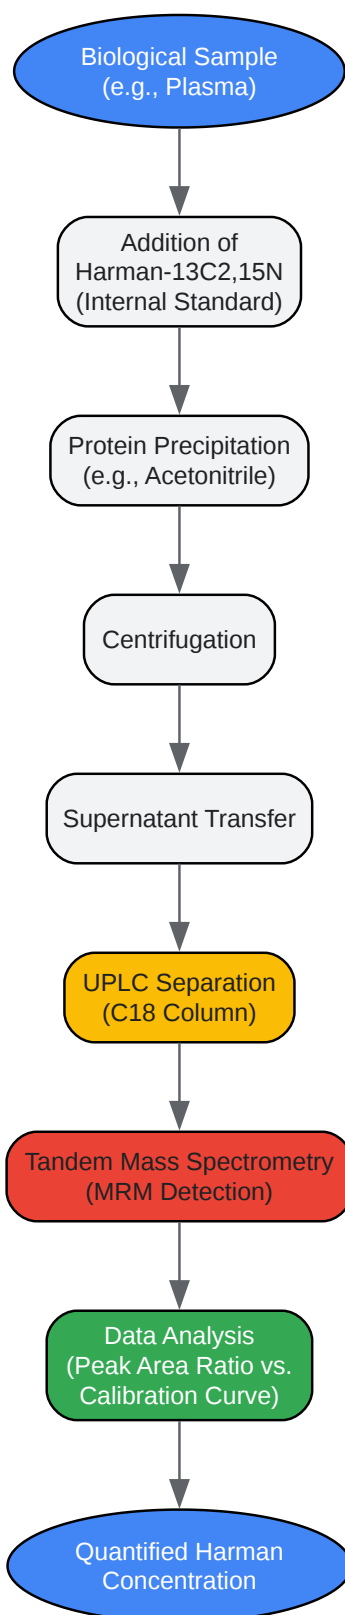 Biological Sample
(e.g., Plasma)
Addition of
Harman-13C2,15N
(Internal Standard)
Protein Precipitation
(e.g., Acetonitrile)
Centrifugation
Supernatant Transfer
UPLC Separation
(C18 Column)
Tandem Mass Spectrometry
(MRM Detection)
Data Analysis
(Peak Area Ratio vs.
Calibration Curve)
Quantified Harman
Concentration